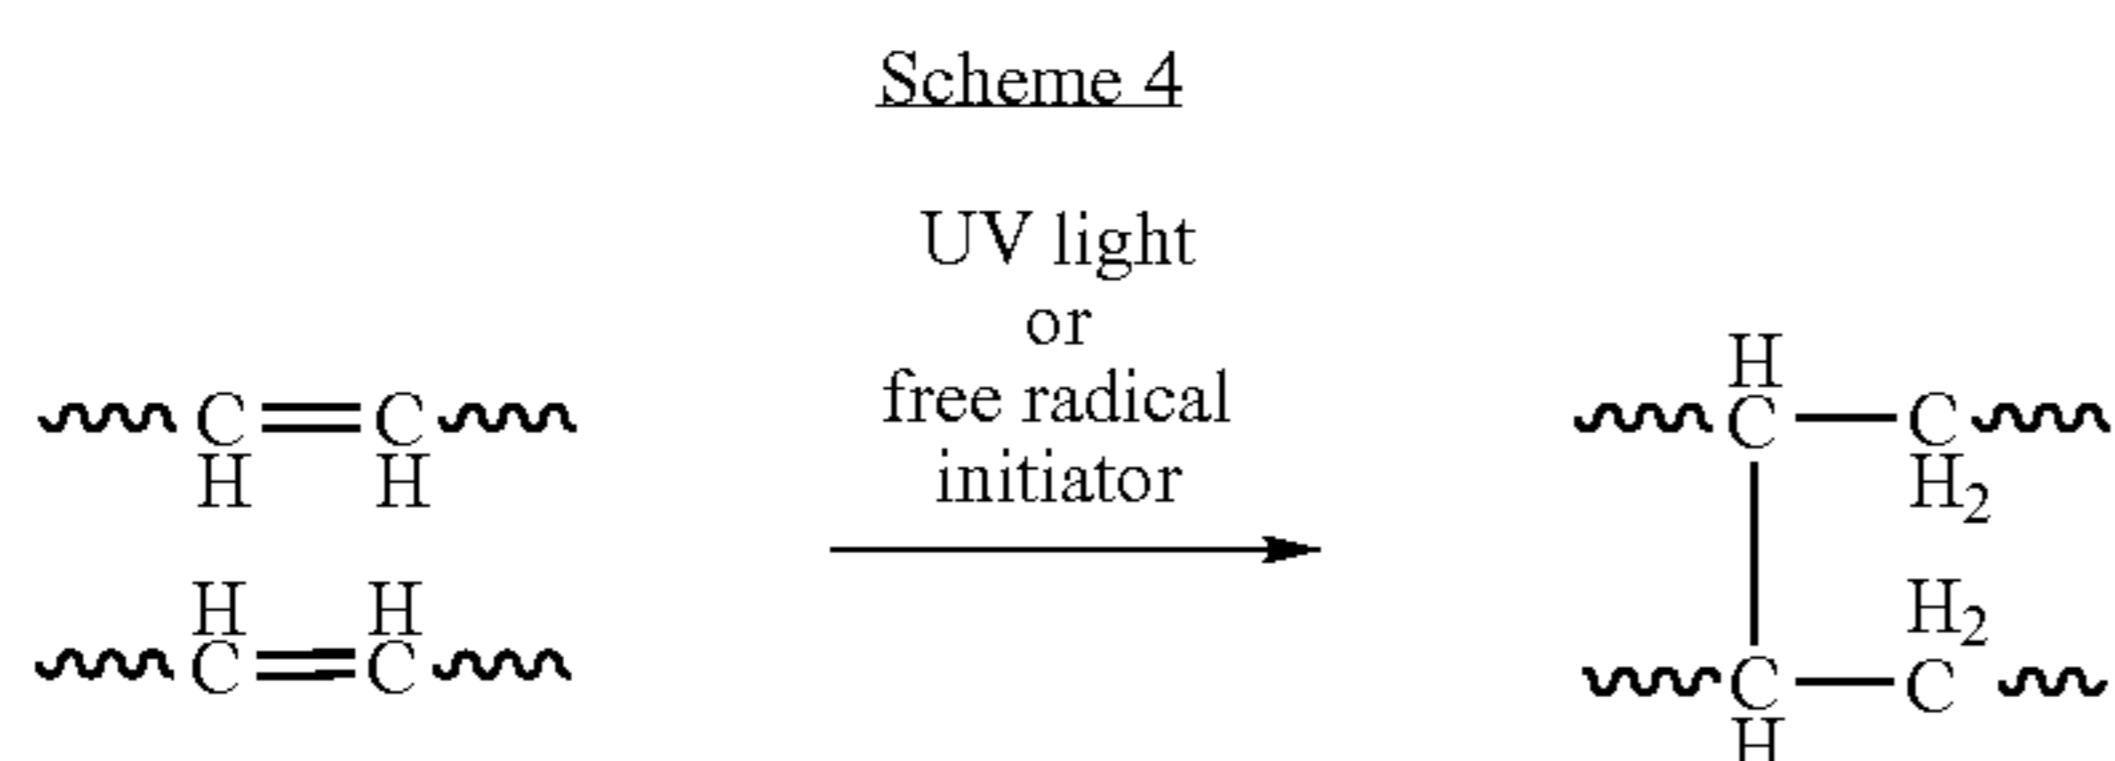 Scheme 4
UV light
or
free radical
initiator
C C
H H
H H
C C
H
C C
H2
H2
C C
H